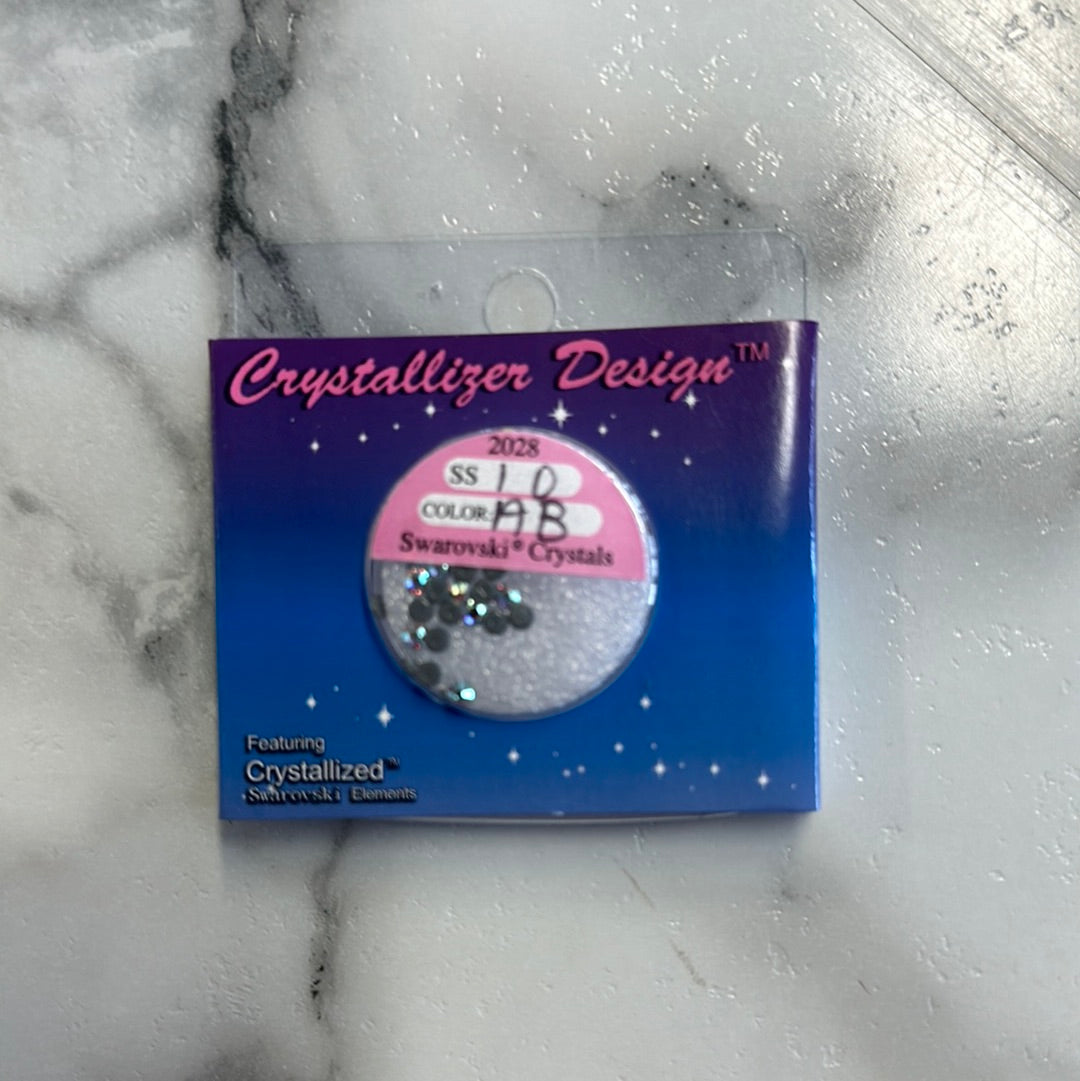 Crystallizer Design™
2028
SS 10
COLOR: AB
Swarovski® Crystals
Featuring
Crystallized™
Swarovski Elements